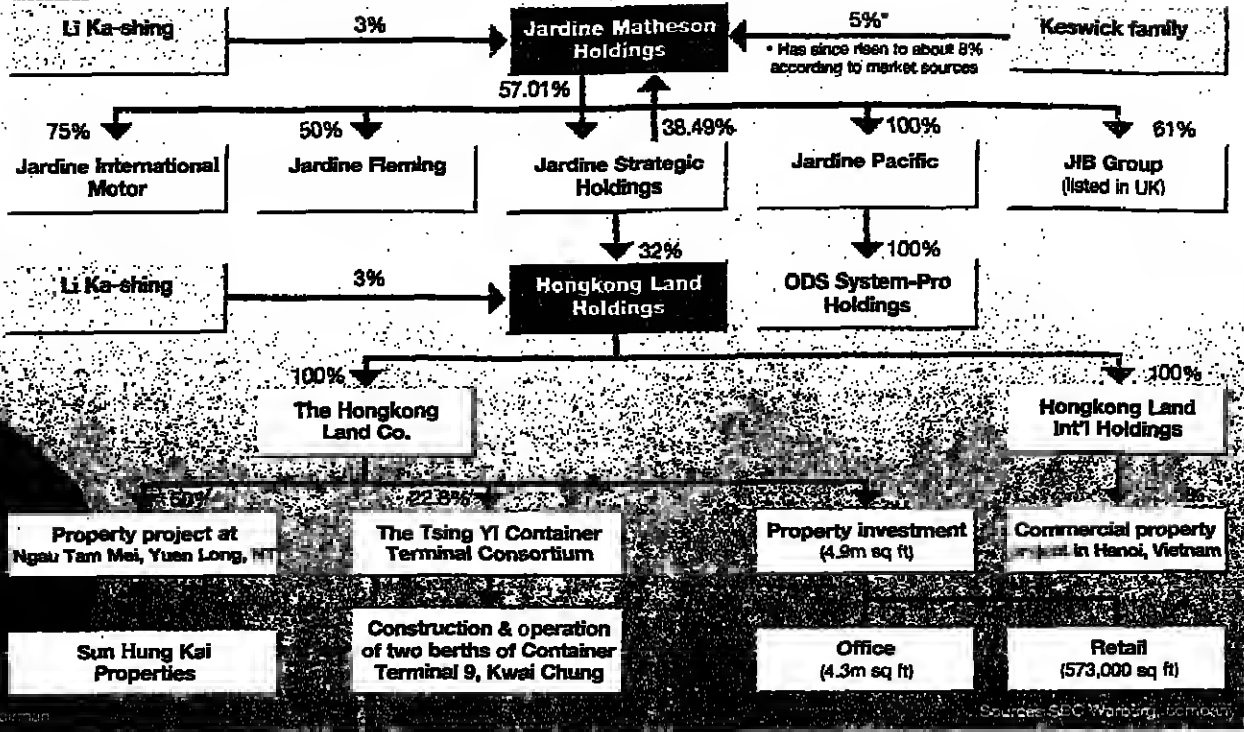 Li Ka-shing
3%
Jardine Matheson
Holdings
5%*
* Has since risen to about 8%
according to market sources
Keswick family
57.01%
38.49%
75%
Jardine International
Motor
50%
Jardine Fleming
Jardine Strategic
Holdings
100%
Jardine Pacific
61%
JIB Group
(listed in UK)
Li Ka-shing
3%
32%
Hongkong Land
Holdings
100%
ODS System-Pro
Holdings
100%
The Hongkong
Land Co.
100%
Hongkong Land
Int'l Holdings
50%
Property project at
Ngau Tam Mei, Yuen Long, NT
The Tsing Yi Container
Terminal Consortium
Property investment
(4.9m sq ft)
Commercial property
in Hanoi, Vietnam
Sun Hung Kai
Properties
Construction & operation
of two berths of Container
Terminal 9, Kwai Chung
Office
(4.3m sq ft)
Retail
(573,000 sq ft)
Sources: SBC Warburg, company